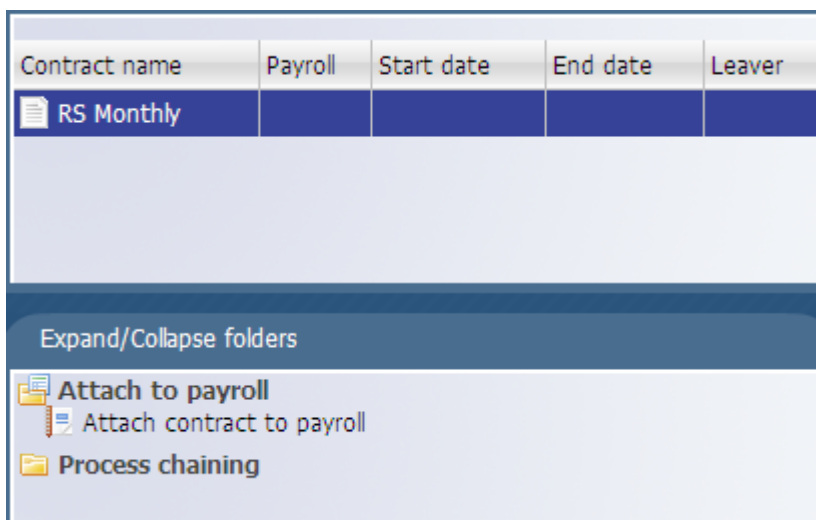 Contract name Payroll Start date End date Leaver
RS Monthly
Expand/Collapse folders
Attach to payroll
Attach contract to payroll
Process chaining